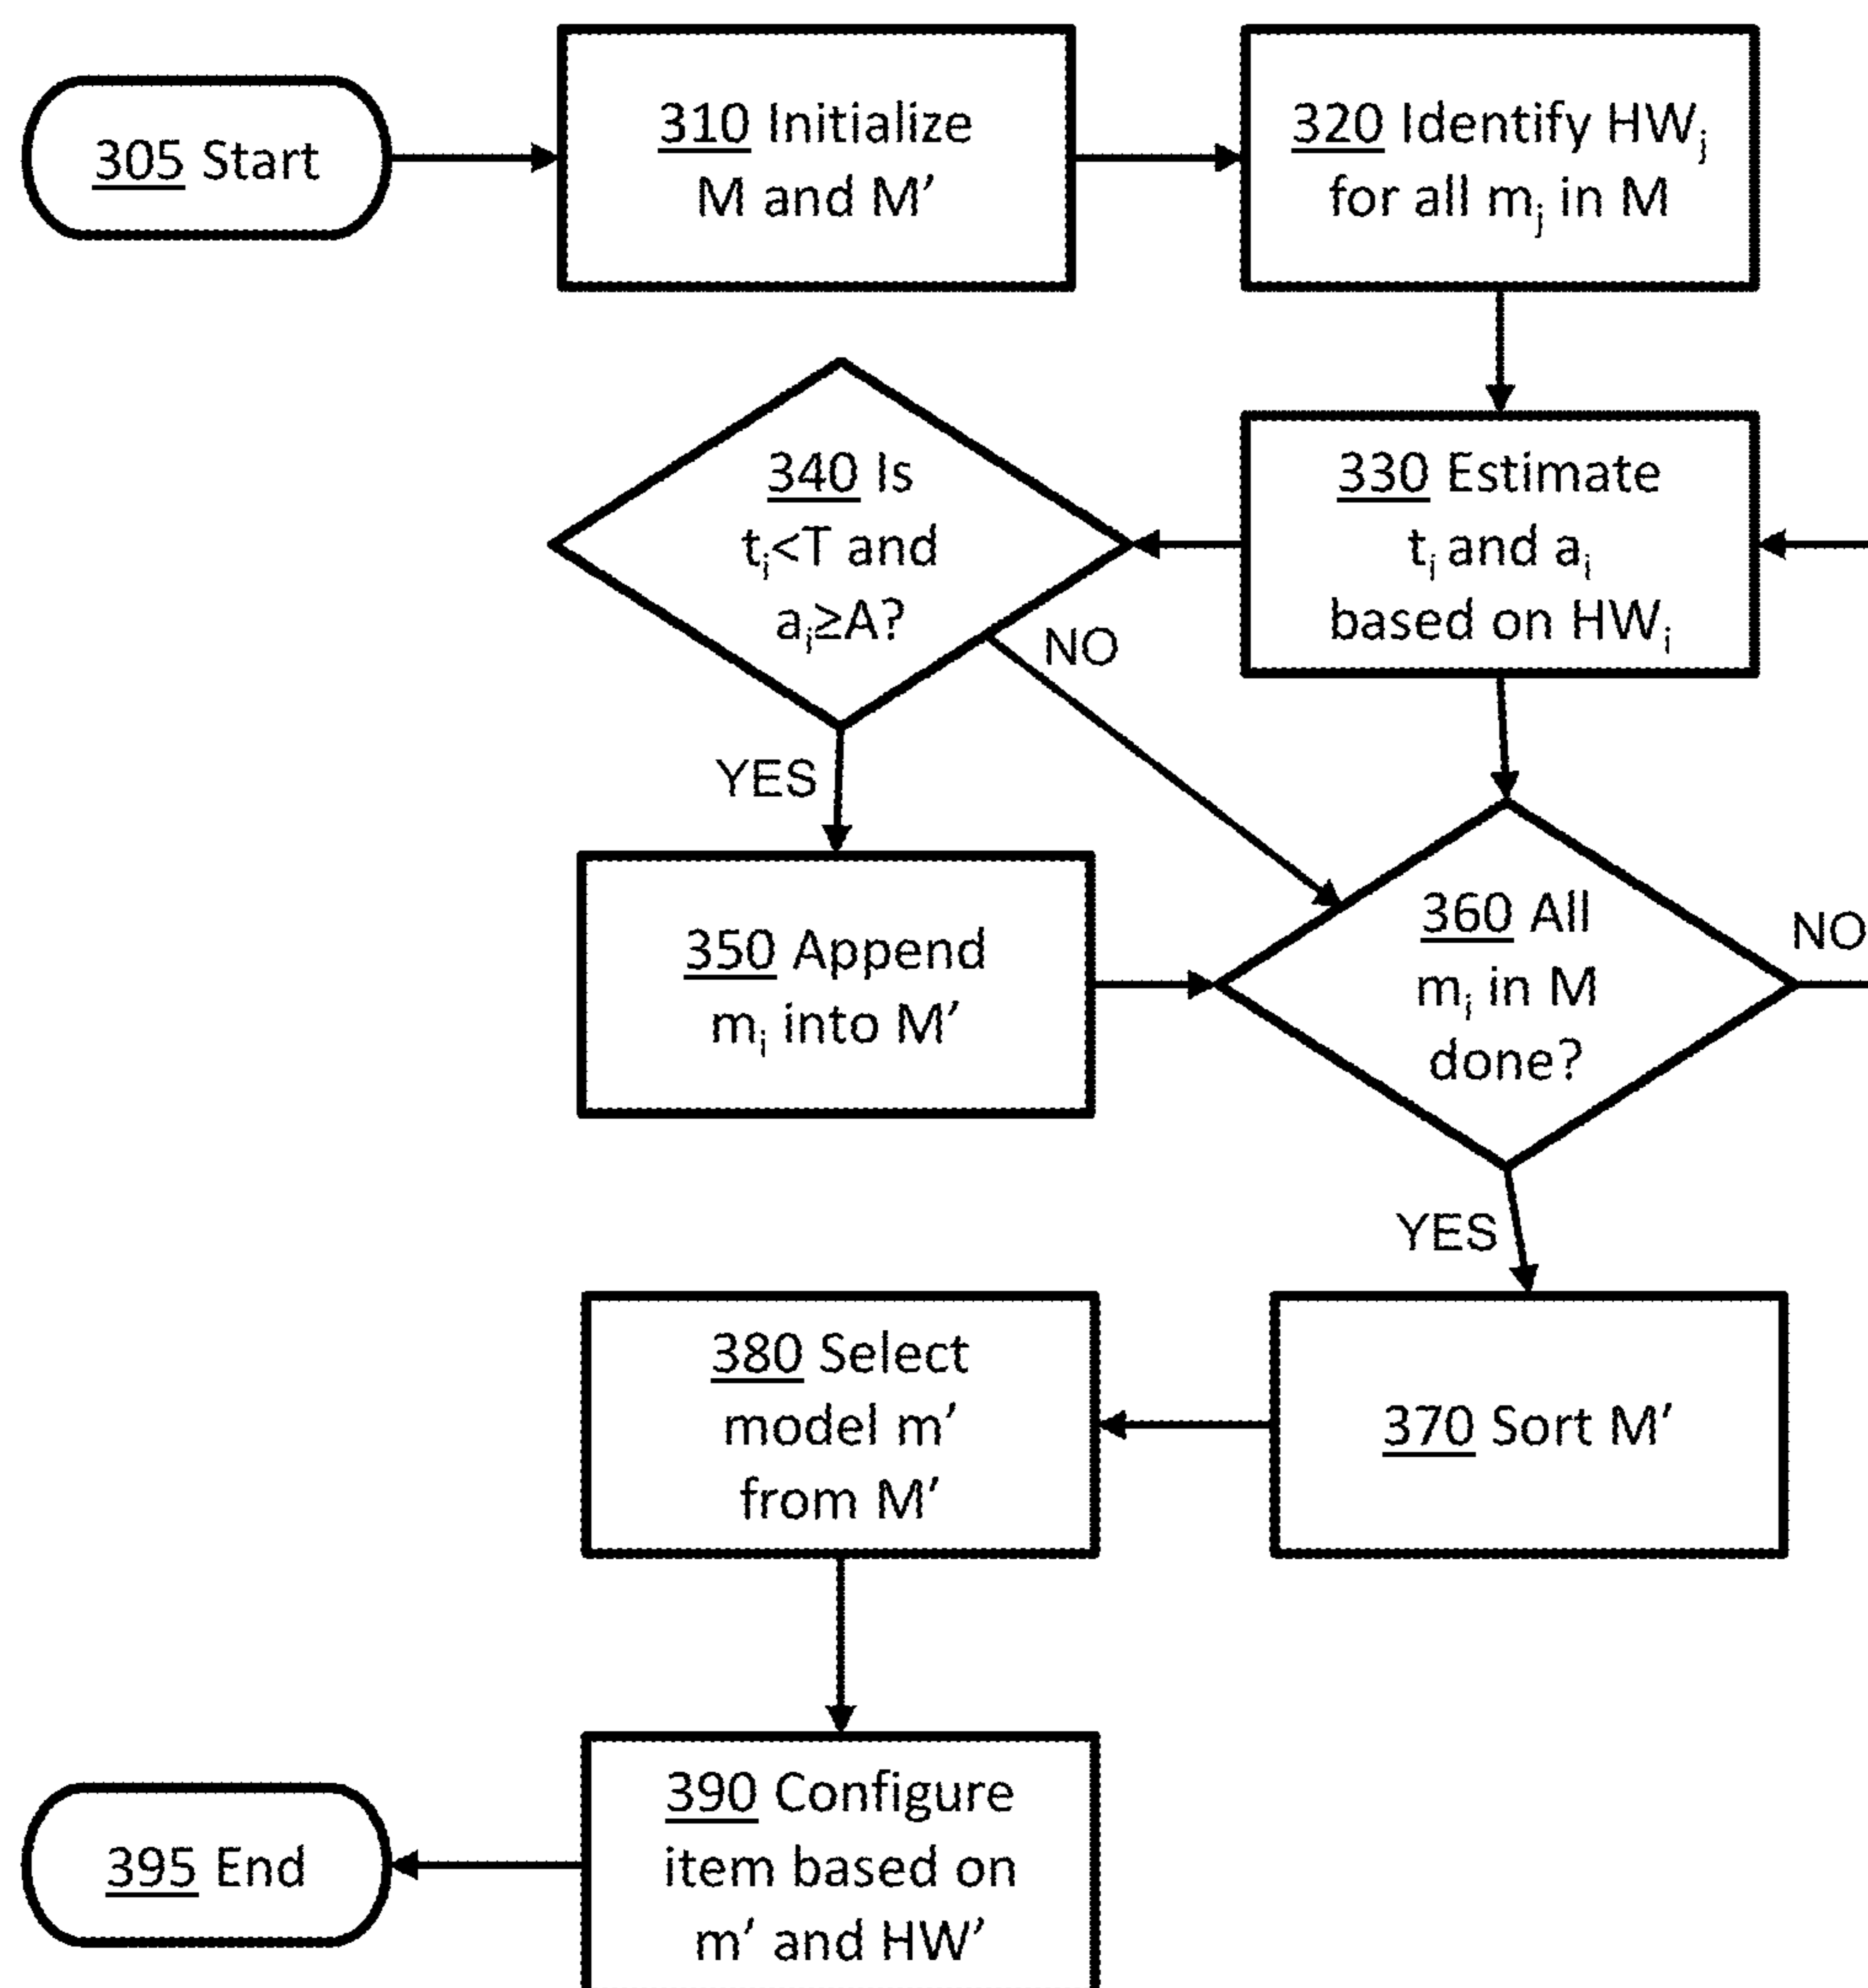 305 Start
310 Initialize
M and M’
320 Identify HWj
for all mj in M
340 Is
ti<T and
ai≥A?
330 Estimate
ti and ai
based on HWi
NO
YES
350 Append
mi into M’
360 All
mi in M
done?
NO
YES
380 Select
model m’
from M’
370 Sort M’
390 Configure
item based on
m’ and HW’
395 End